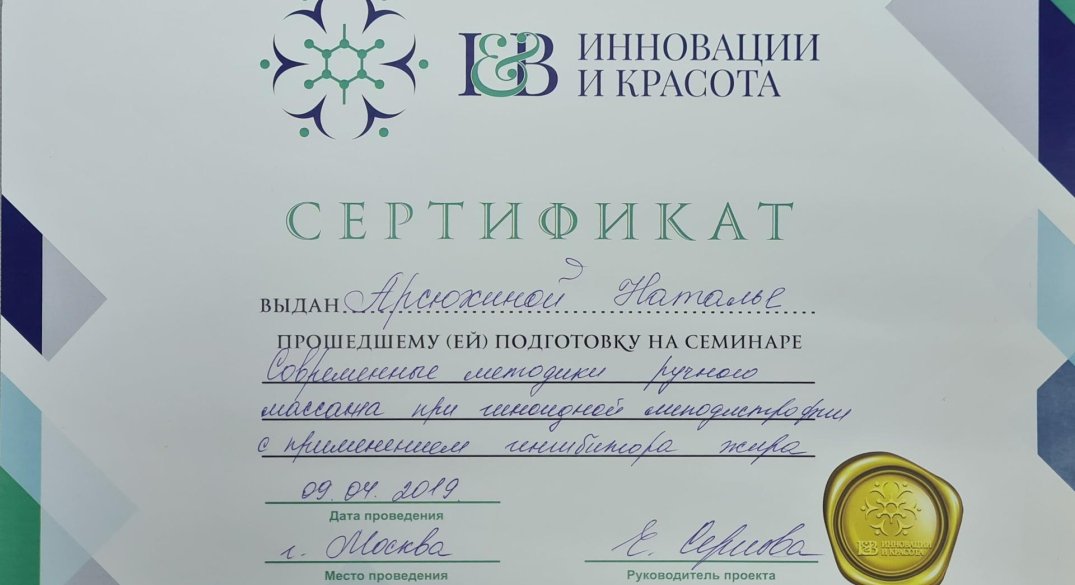 I&B ИННОВАЦИИ
И КРАСОТА
СЕРТИФИКАТ
ВЫДАН Арсюхиной Наталье
ПРОШЕДШЕМУ (ЕЙ) ПОДГОТОВКУ НА СЕМИНАРЕ
Современные методики ручного
массажа при гиноидной липодистрофии
с применением ингибитора жира
09.04.2019
Дата проведения
г. Москва Е.
Место проведения Руководитель проекта
I&B ИННОВАЦИИ
И КРАСОТА